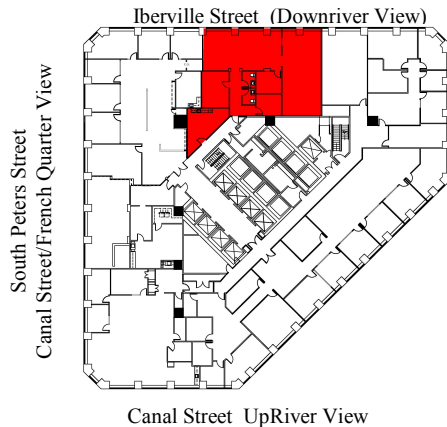 Iberville Street (Downriver View)
South Peters Street
Canal Street/French Quarter View
Canal Street UpRiver View